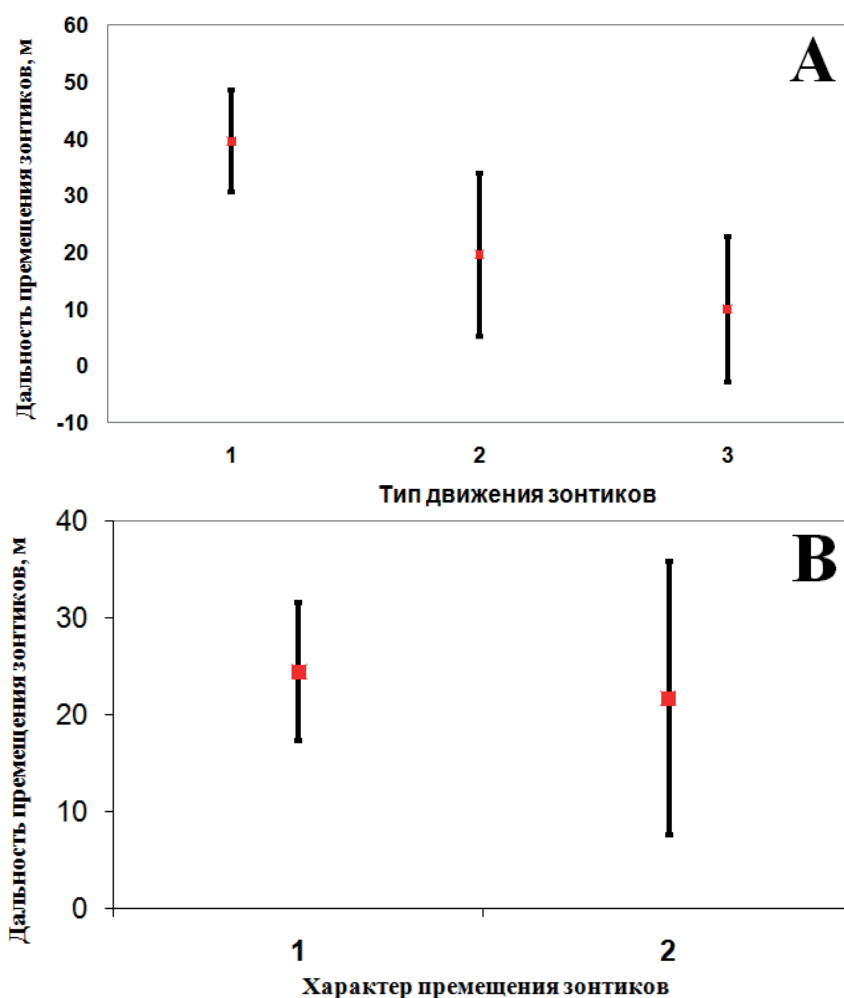 Дальность премещения зонтиков, м
60
50
40
30
20
10
0
-10
A
1 2 3
Тип движения зонтиков
Дальность премещения зонтиков, м
40
30
20
10
0
B
1 2
Характер премещения зонтиков